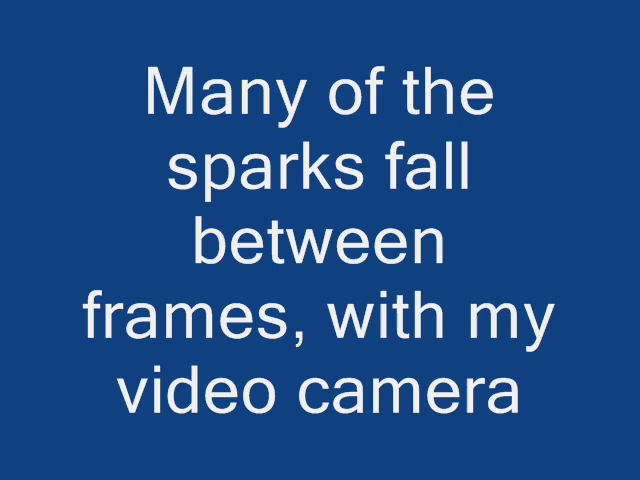 Many of the
sparks fall
between
frames, with my
video camera